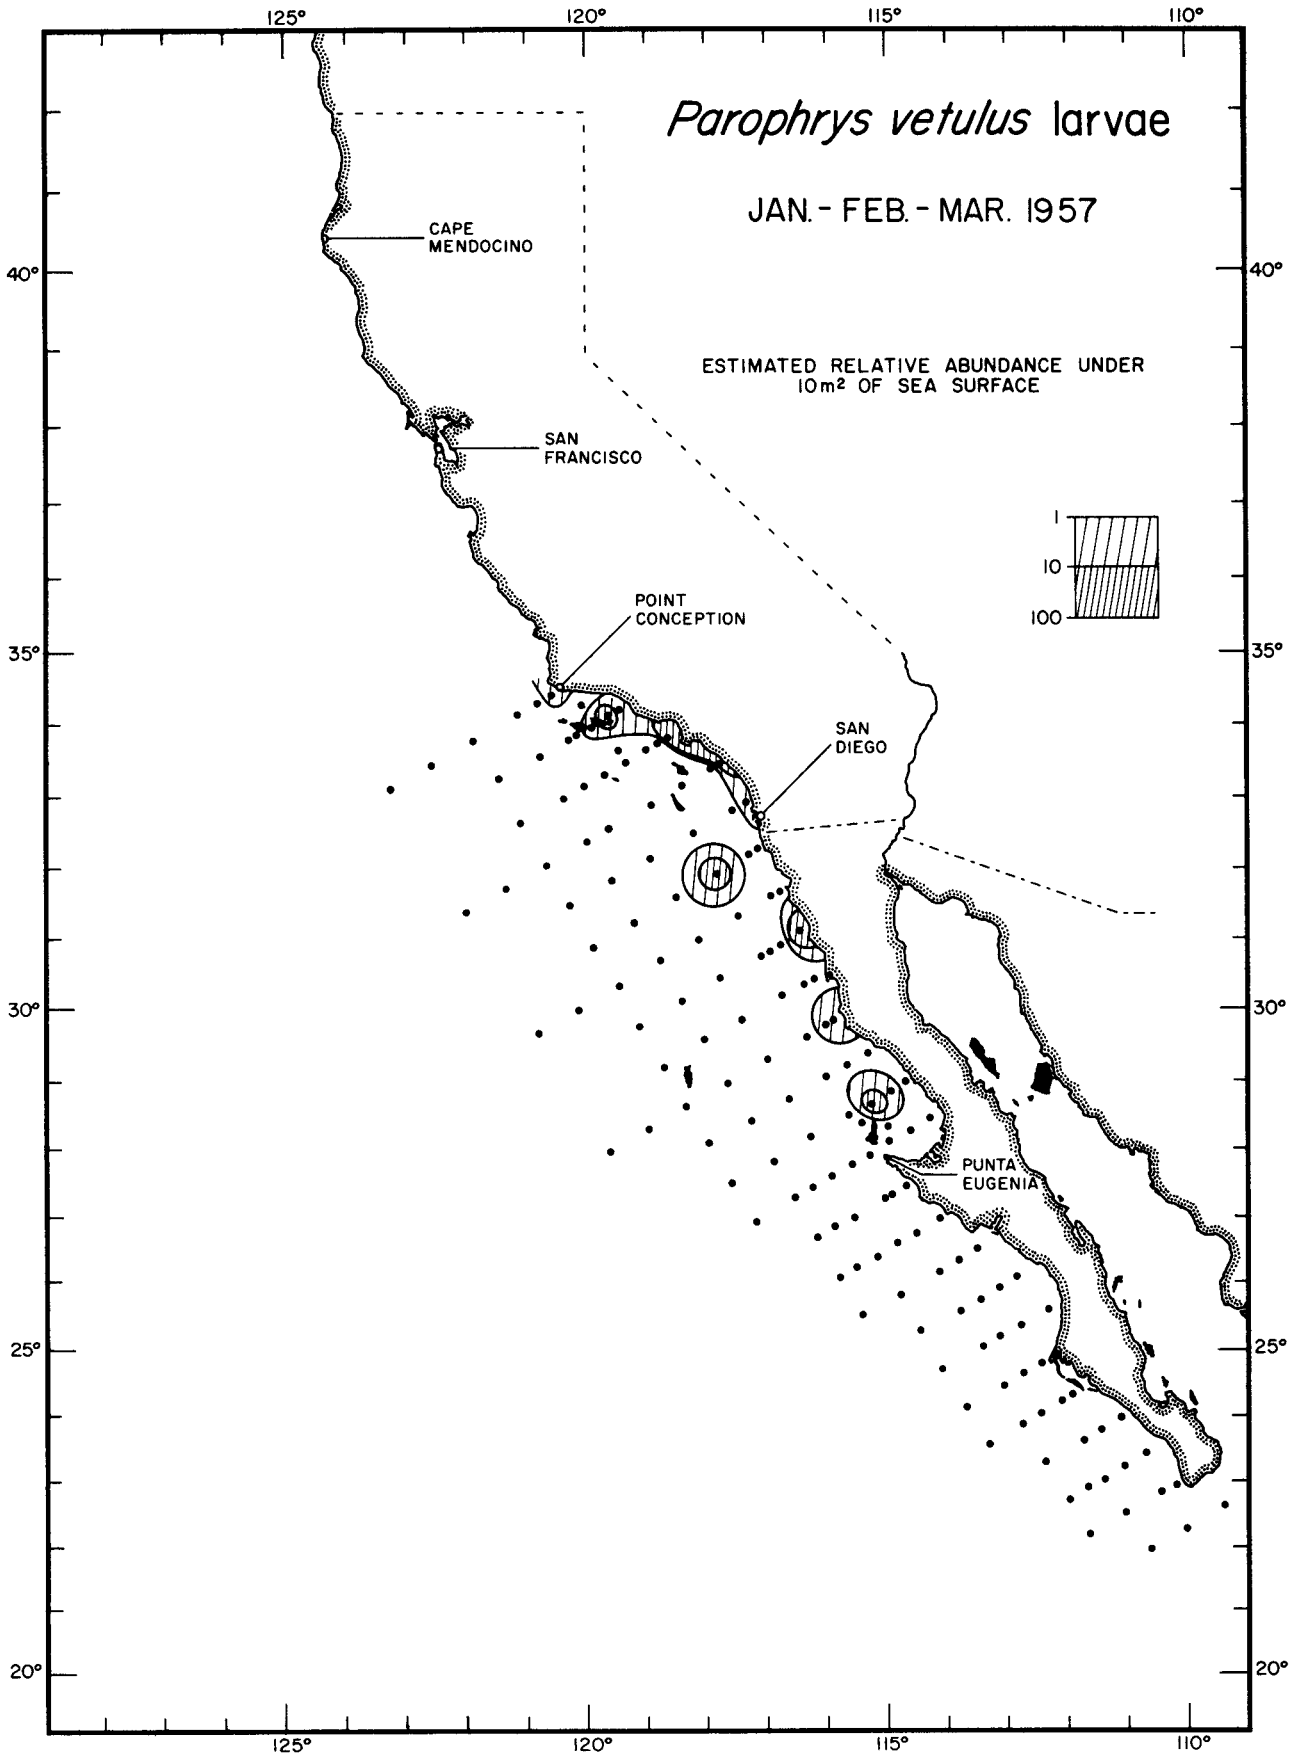 125° 120° 115° 110°
Parophrys vetulus larvae
JAN. - FEB. - MAR. 1957
CAPE
MENDOCINO
40° 40°
ESTIMATED RELATIVE ABUNDANCE UNDER
10 m² OF SEA SURFACE
SAN
FRANCISCO
1
10
100
POINT
CONCEPTION
35° 35°
SAN
DIEGO
30° 30°
PUNTA
EUGENIA
25° 25°
20° 20°
125° 120° 115° 110°